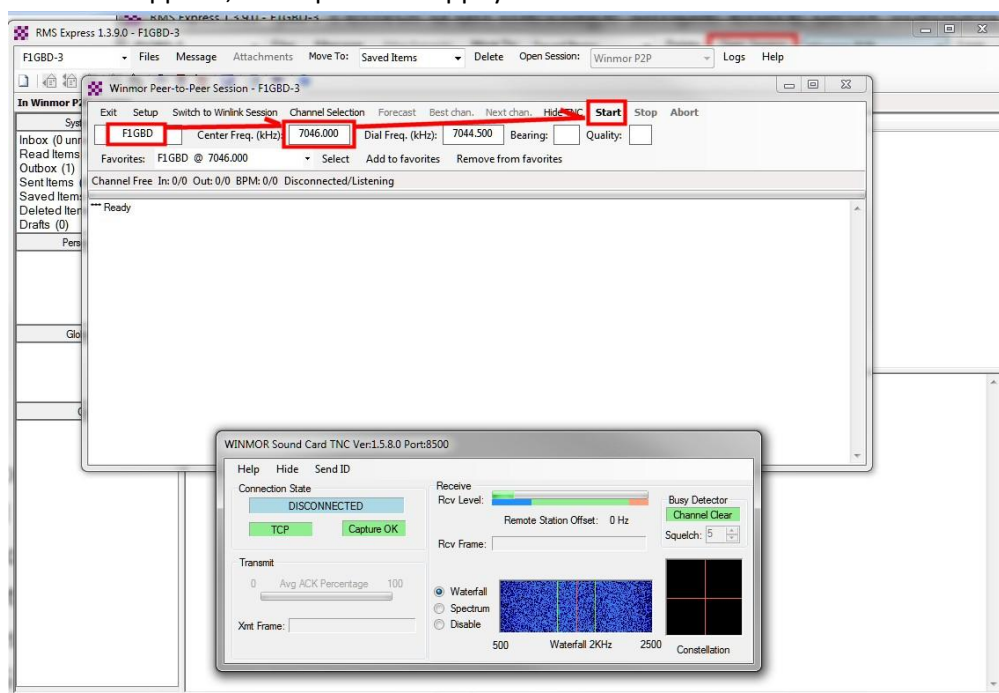 RMS Express 1.3.9.0 - F1GBD-3
F1GBD-3 Files Message Attachments Move To: Saved Items Delete Open Session: Winmor P2P Logs Help
In Winmor P2
Winmor Peer-to-Peer Session - F1GBD-3
Exit Setup Switch to Winlink Session Channel Selection Forecast Best chan. Next chan. Hide TNC Start Stop Abort
F1GBD Center Freq. (kHz): 7046.000 Dial Freq. (kHz): 7044.500 Bearing: Quality:
Favorites: F1GBD @ 7046.000 Select Add to favorites Remove from favorites
Channel Free In: 0/0 Out: 0/0 BPM: 0/0 Disconnected/Listening
*** Ready
Syst
Inbox (0 unr
Read Items
Outbox (1)
Sent Items
Saved Item
Deleted Iter
Drafts (0)
Pers
Glo
WINMOR Sound Card TNC Ver:1.5.8.0 Port:8500
Help Hide Send ID
Connection State
DISCONNECTED
TCP Capture OK
Transmit
0 Avg ACK Percentage 100
Xmt Frame:
Receive
Rcv Level:
Remote Station Offset: 0 Hz
Rcv Frame:
Busy Detector
Channel Clear
Squelch: 5
Waterfall
Spectrum
Disable
500 Waterfall 2KHz 2500
Constellation